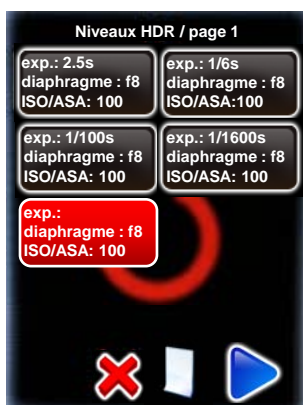 Niveaux HDR / page 1
exp.: 2.5s
diaphragme : f8
ISO/ASA: 100
exp.: 1/6s
diaphragme : f8
ISO/ASA:100
exp.: 1/100s
diaphragme : f8
ISO/ASA: 100
exp.: 1/1600s
diaphragme : f8
ISO/ASA: 100
exp.:
diaphragme : f8
ISO/ASA: 100